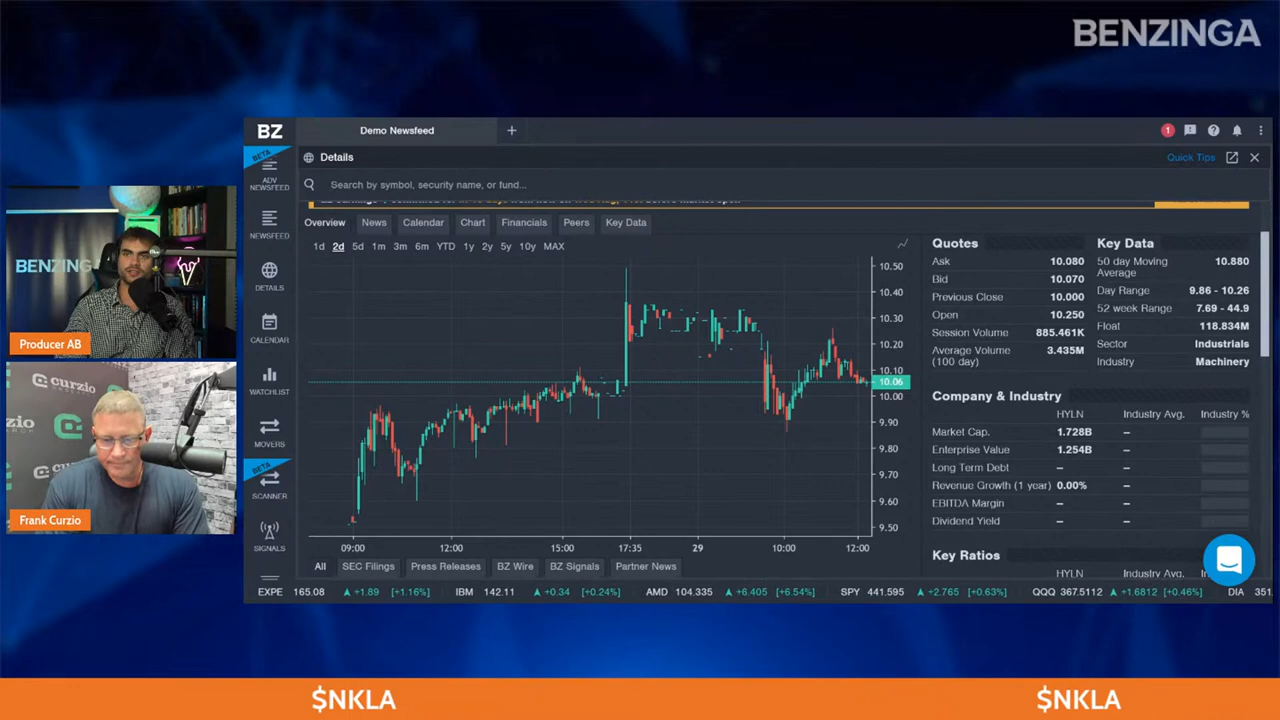 BENZINGA
BZ
Demo Newsfeed
+
1
BETA
ADV
NEWSFEED
NEWSFEED
DETAILS
CALENDAR
WATCHLIST
MOVERS
BETA
SCANNER
SIGNALS
Details
Quick Tips
Search by symbol, security name, or fund...
Overview News Calendar Chart Financials Peers Key Data
1d 2d 5d 1m 3m 6m YTD 1y 2y 5y 10y MAX
10.50
10.40
10.30
10.20
10.10
10.06
10.00
9.90
9.80
9.70
9.60
9.50
09:00 12:00 15:00 17:35 29 10:00 12:00
Quotes
Ask 10.080
Bid 10.070
Previous Close 10.000
Open 10.250
Session Volume 885.461K
Average Volume 3.435M
(100 day)
Key Data
50 day Moving 10.880
Average
Day Range 9.86 - 10.26
52 week Range 7.69 - 44.9
Float 118.834M
Sector Industrials
Industry Machinery
Company & Industry
HYLN Industry Avg. Industry %
Market Cap. 1.728B –
Enterprise Value 1.254B –
Long Term Debt – –
Revenue Growth (1 year) 0.00% –
EBITDA Margin – –
Dividend Yield – –
Key Ratios
HYLN Industry Avg. Industry %
All SEC Filings Press Releases BZ Wire BZ Signals Partner News
EXPE 165.08 ▲ +1.89 [+1.16%] IBM 142.11 ▲ +0.34 [+0.24%] AMD 104.335 ▲ +6.405 [+6.54%] SPY 441.595 ▲ +2.765 [+0.63%] QQQ 367.5112 ▲ +1.6812 [+0.46%] DIA 351.
BENZINGA
Producer AB
curzio
curzio
Frank Curzio
$NKLA $NKLA